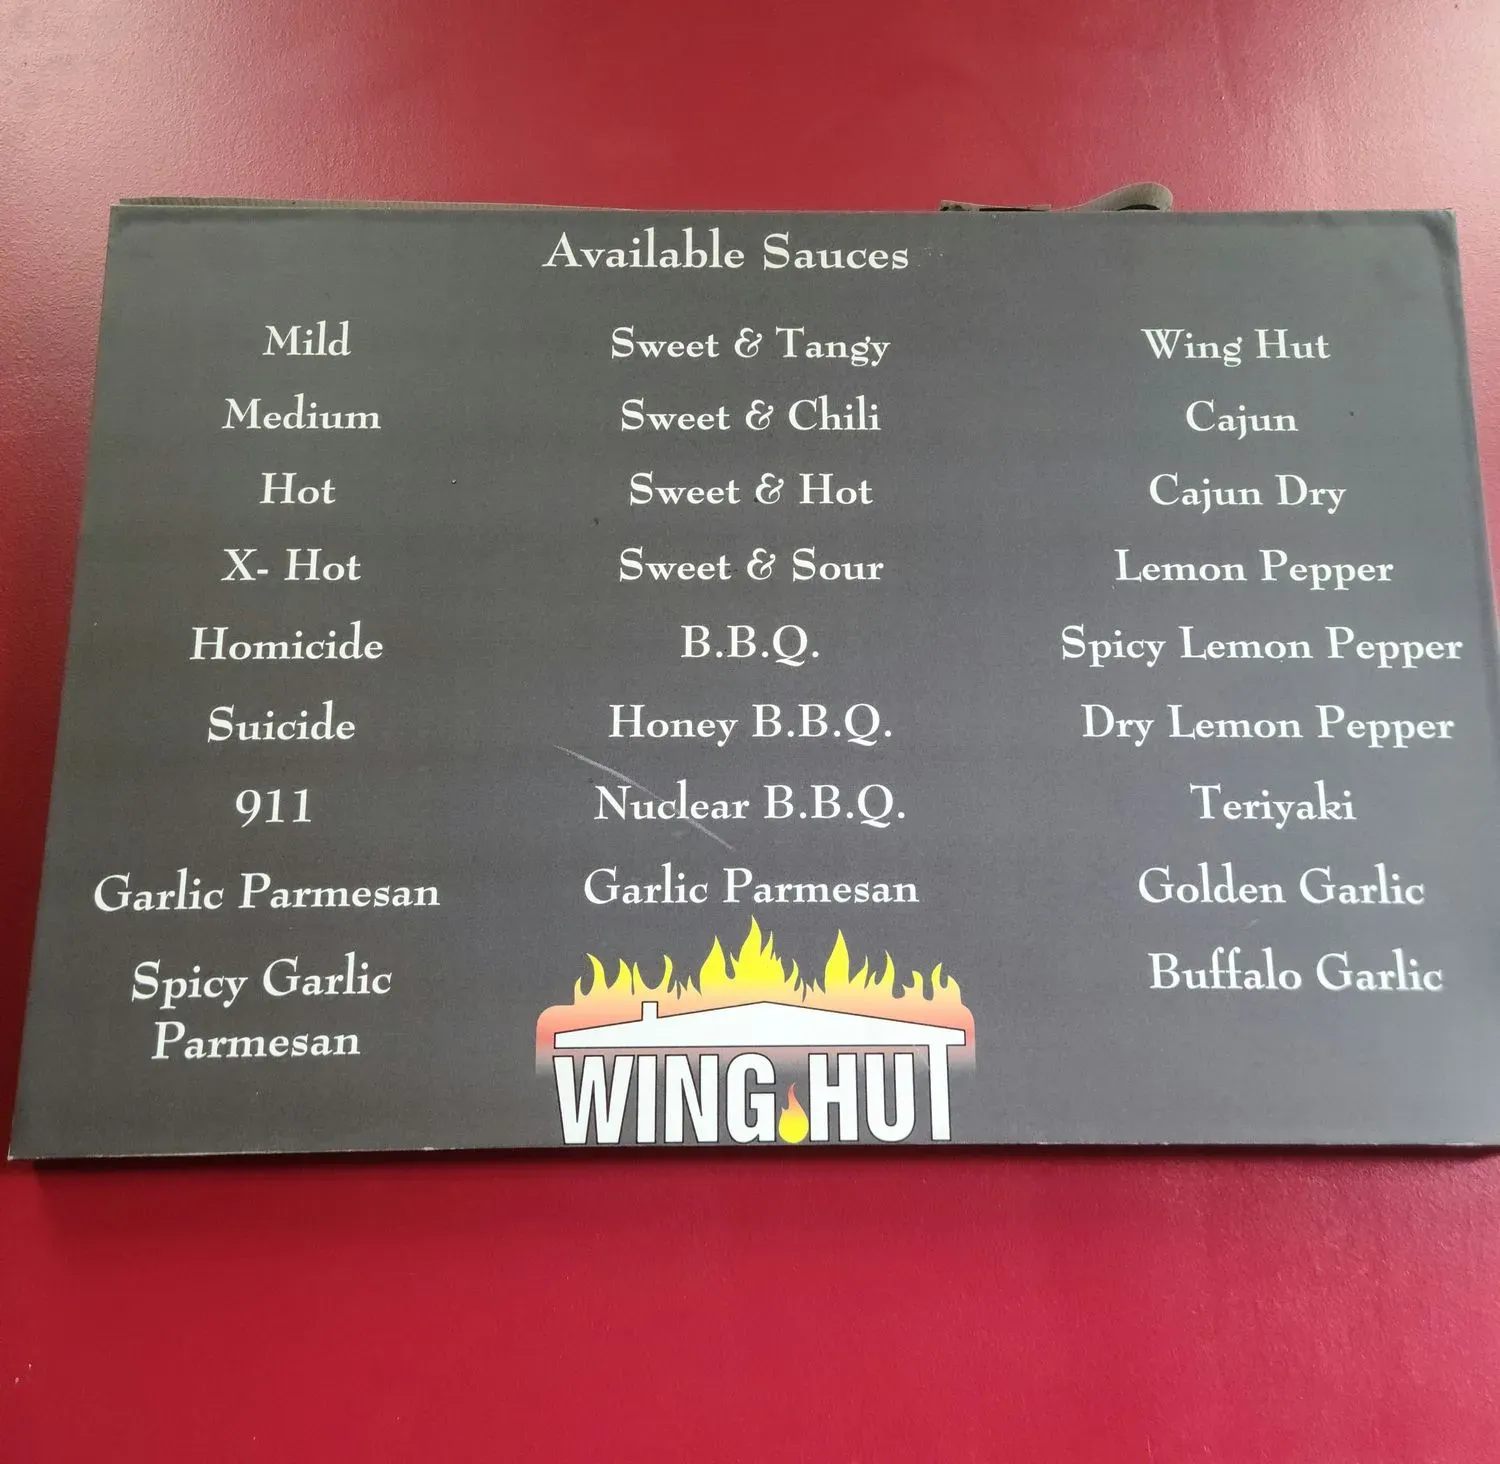 Available Sauces
Mild
Medium
Hot
X- Hot
Homicide
Suicide
911
Garlic Parmesan
Spicy Garlic
Parmesan
Sweet & Tangy
Sweet & Chili
Sweet & Hot
Sweet & Sour
B.B.Q.
Honey B.B.Q.
Nuclear B.B.Q.
Garlic Parmesan
WING HUT
Wing Hut
Cajun
Cajun Dry
Lemon Pepper
Spicy Lemon Pepper
Dry Lemon Pepper
Teriyaki
Golden Garlic
Buffalo Garlic